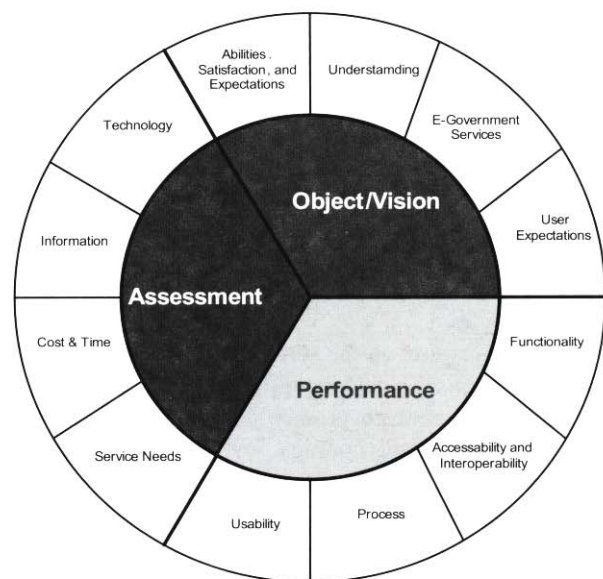 Abilities.
Satisfaction, and
Expectations
Understamding
E-Government
Services
User
Expectations
Functionality
Accessability and
Interoperability
Process
Usability
Service Needs
Cost & Time
Information
Technology
Object/Vision
Assessment
Performance